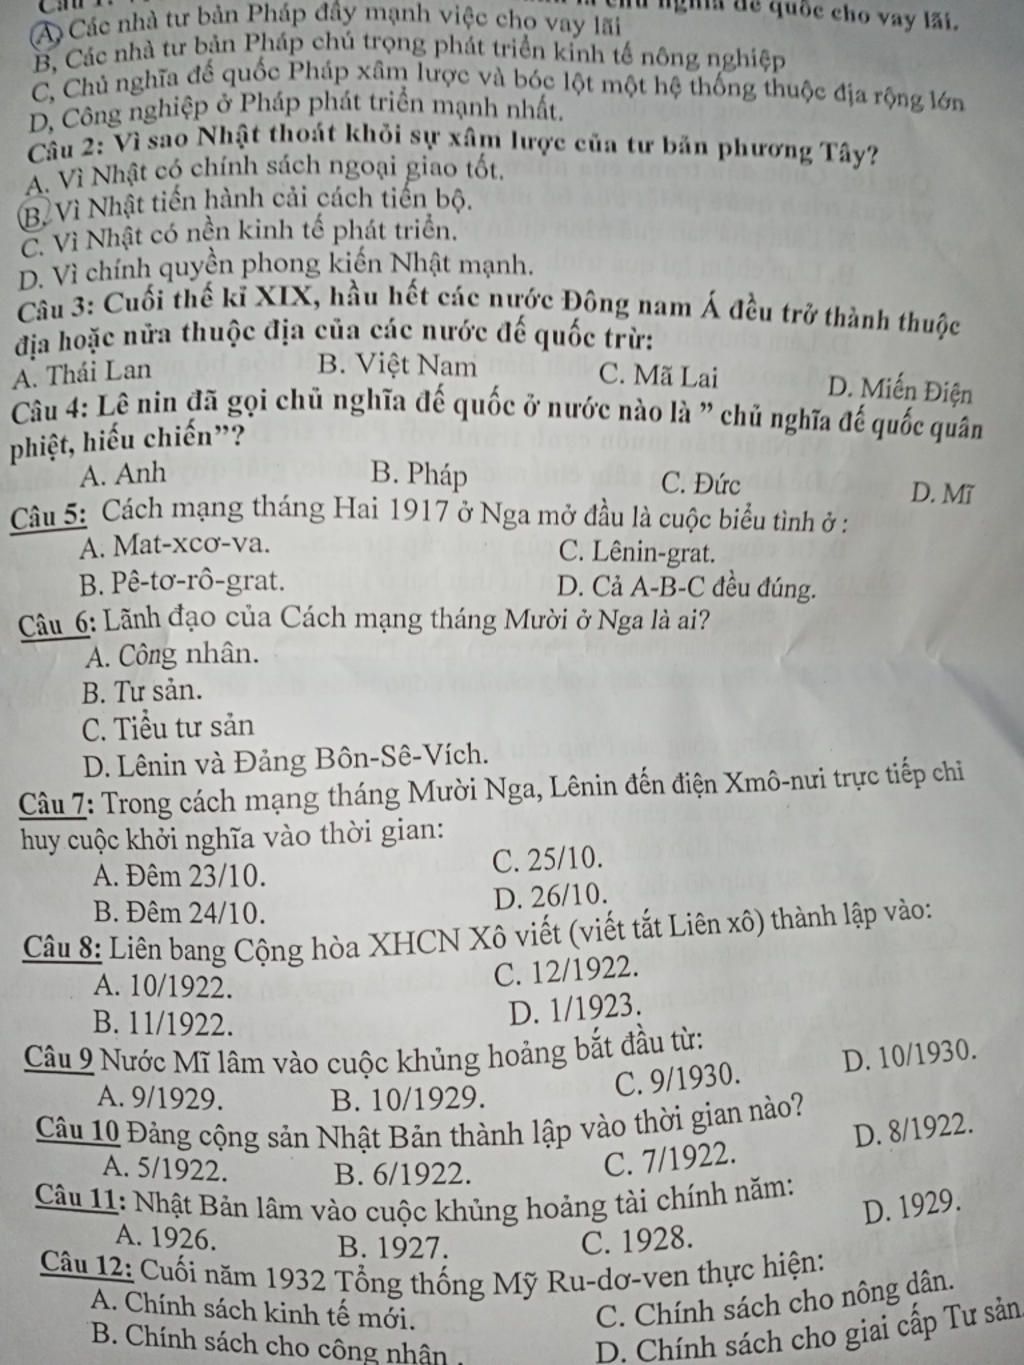 nghĩa đế quốc cho vay lãi.
A, Các nhà tư bản Pháp đẩy mạnh việc cho vay lãi
B, Các nhà tư bản Pháp chú trọng phát triển kinh tế nông nghiệp
C, Chủ nghĩa đế quốc Pháp xâm lược và bóc lột một hệ thống thuộc địa rộng lớn
D, Công nghiệp ở Pháp phát triển mạnh nhất.
Câu 2: Vì sao Nhật thoát khỏi sự xâm lược của tư bản phương Tây?
A. Vì Nhật có chính sách ngoại giao tốt.
B. Vì Nhật tiến hành cải cách tiến bộ.
C. Vì Nhật có nền kinh tế phát triển.
D. Vì chính quyền phong kiến Nhật mạnh.
Câu 3: Cuối thế kỉ XIX, hầu hết các nước Đông nam Á đều trở thành thuộc
địa hoặc nửa thuộc địa của các nước đế quốc trừ:
A. Thái Lan B. Việt Nam C. Mã Lai D. Miến Điện
Câu 4: Lê nin đã gọi chủ nghĩa đế quốc ở nước nào là ” chủ nghĩa đế quốc quân
phiệt, hiếu chiến”?
A. Anh B. Pháp C. Đức D. Mĩ
Câu 5: Cách mạng tháng Hai 1917 ở Nga mở đầu là cuộc biểu tình ở :
A. Mat-xcơ-va. C. Lênin-grat.
B. Pê-tơ-rô-grat. D. Cả A-B-C đều đúng.
Câu 6: Lãnh đạo của Cách mạng tháng Mười ở Nga là ai?
A. Công nhân.
B. Tư sản.
C. Tiểu tư sản
D. Lênin và Đảng Bôn-Sê-Vích.
Câu 7: Trong cách mạng tháng Mười Nga, Lênin đến điện Xmô-nưi trực tiếp chỉ
huy cuộc khởi nghĩa vào thời gian:
A. Đêm 23/10. C. 25/10.
B. Đêm 24/10. D. 26/10.
Câu 8: Liên bang Cộng hòa XHCN Xô viết (viết tắt Liên xô) thành lập vào:
A. 10/1922. C. 12/1922.
B. 11/1922. D. 1/1923.
Câu 9 Nước Mĩ lâm vào cuộc khủng hoảng bắt đầu từ:
A. 9/1929. B. 10/1929. C. 9/1930. D. 10/1930.
Câu 10 Đảng cộng sản Nhật Bản thành lập vào thời gian nào?
A. 5/1922. B. 6/1922. C. 7/1922. D. 8/1922.
Câu 11: Nhật Bản lâm vào cuộc khủng hoảng tài chính năm:
A. 1926. B. 1927. C. 1928. D. 1929.
Câu 12: Cuối năm 1932 Tổng thống Mỹ Ru-dơ-ven thực hiện:
A. Chính sách kinh tế mới. C. Chính sách cho nông dân.
B. Chính sách cho công nhân . D. Chính sách cho giai cấp Tư sản.